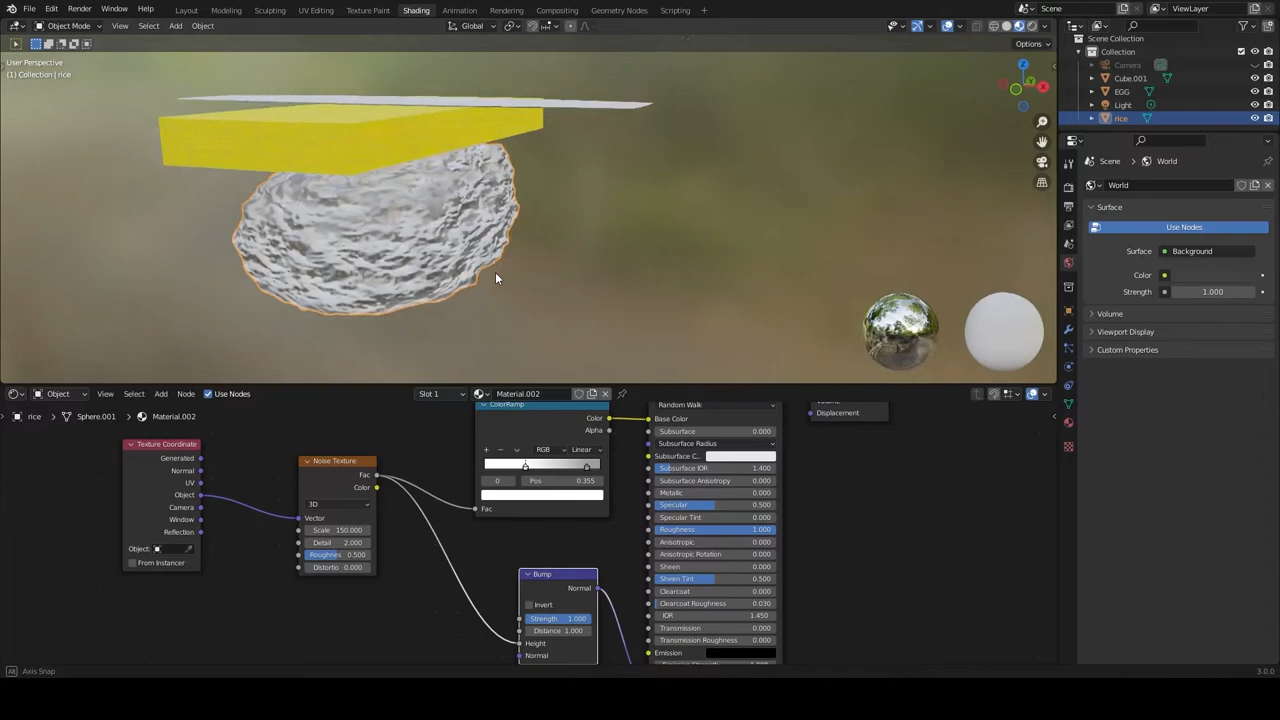 File Edit Render Window Help Layout Modeling Sculpting UV Editing Texture Paint Shading Animation Rendering Compositing Geometry Nodes Scripting Scene ViewLayer
Object Mode View Select Add Object Global
Options
User Perspective
(1) Collection | rice
Z
X
Scene Collection
Collection
Camera
Cube.001
EGG
Light
rice
Scene > World
World
Surface
Use Nodes
Surface Background
Color
Strength 1.000
Volume
Viewport Display
Custom Properties
Object View Select Add Node Use Nodes Slot 1 Material.002
rice > Sphere.001 > Material.002
Texture Coordinate
Generated
Normal
UV
Object
Camera
Window
Reflection
Object:
From Instancer
Noise Texture
Fac
Color
3D
Vector
Scale 150.000
Detail 2.000
Roughnes 0.500
Distortio 0.000
ColorRamp
Color
Alpha
+ - RGB Linear
0 Pos 0.355
Fac
Bump
Normal
Invert
Strength 1.000
Distance 1.000
Height
Normal
Random Walk
Base Color
Subsurface 0.000
Subsurface Radius
Subsurface C..
Subsurface IOR 1.400
Subsurface Anisotropy 0.000
Metallic 0.000
Specular 0.500
Specular Tint 0.000
Roughness 1.000
Anisotropic 0.000
Anisotropic Rotation 0.000
Sheen 0.000
Sheen Tint 0.500
Clearcoat 0.000
Clearcoat Roughness 0.030
IOR 1.450
Transmission 0.000
Transmission Roughness 0.000
Emission
Displacement
Axis Snap
3.0.0